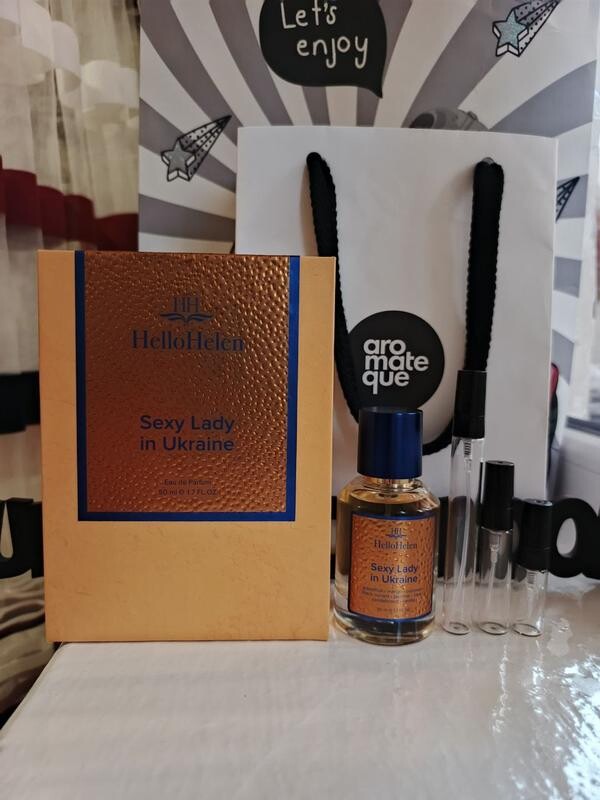 Let's
enjoy
HH
HelloHelen
Sexy Lady
in Ukraine
Eau de Parfum
50 ml ℮ 1.7 FL.OZ
aro
mate
que
HH
HelloHelen
Sexy Lady
in Ukraine